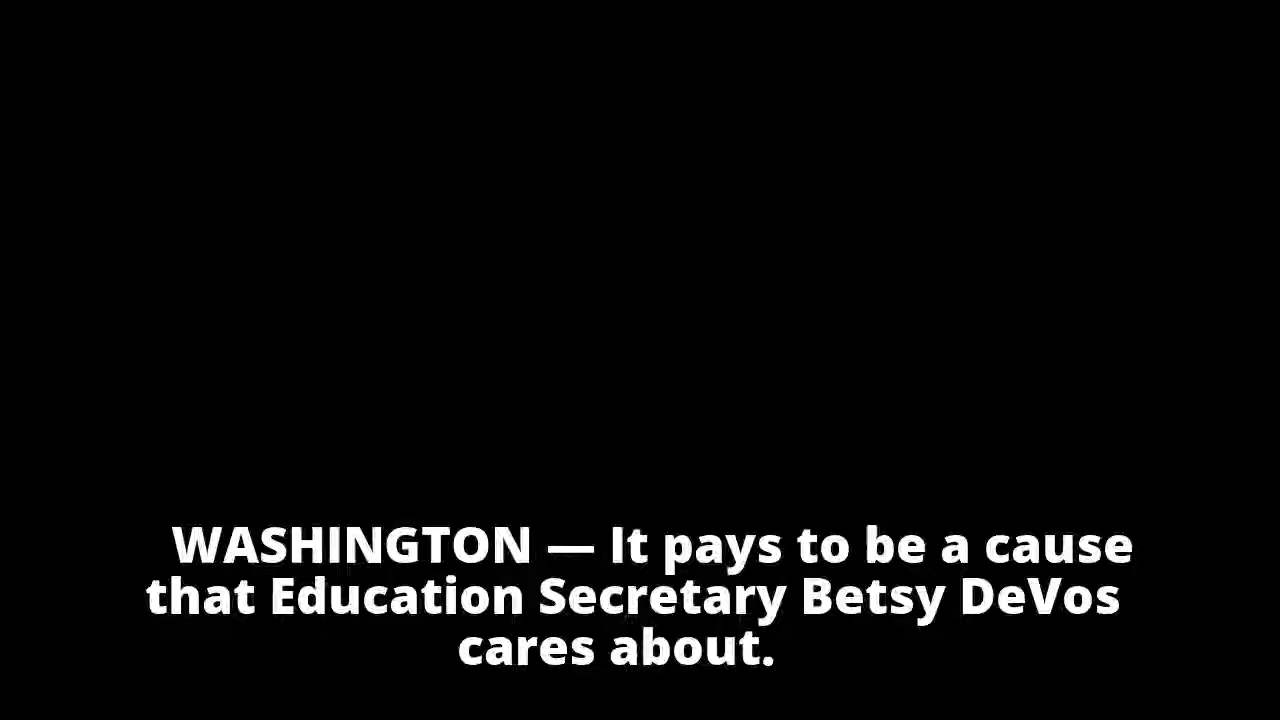 WASHINGTON — It pays to be a cause
that Education Secretary Betsy DeVos
cares about.